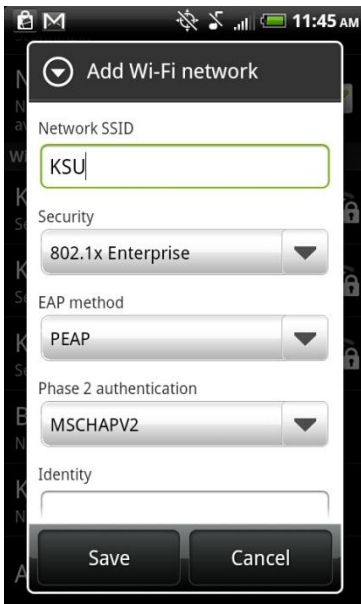 11:45 AM
Add Wi-Fi network
Network SSID
KSU
Security
802.1x Enterprise
EAP method
PEAP
Phase 2 authentication
MSCHAPV2
Identity
Save
Cancel